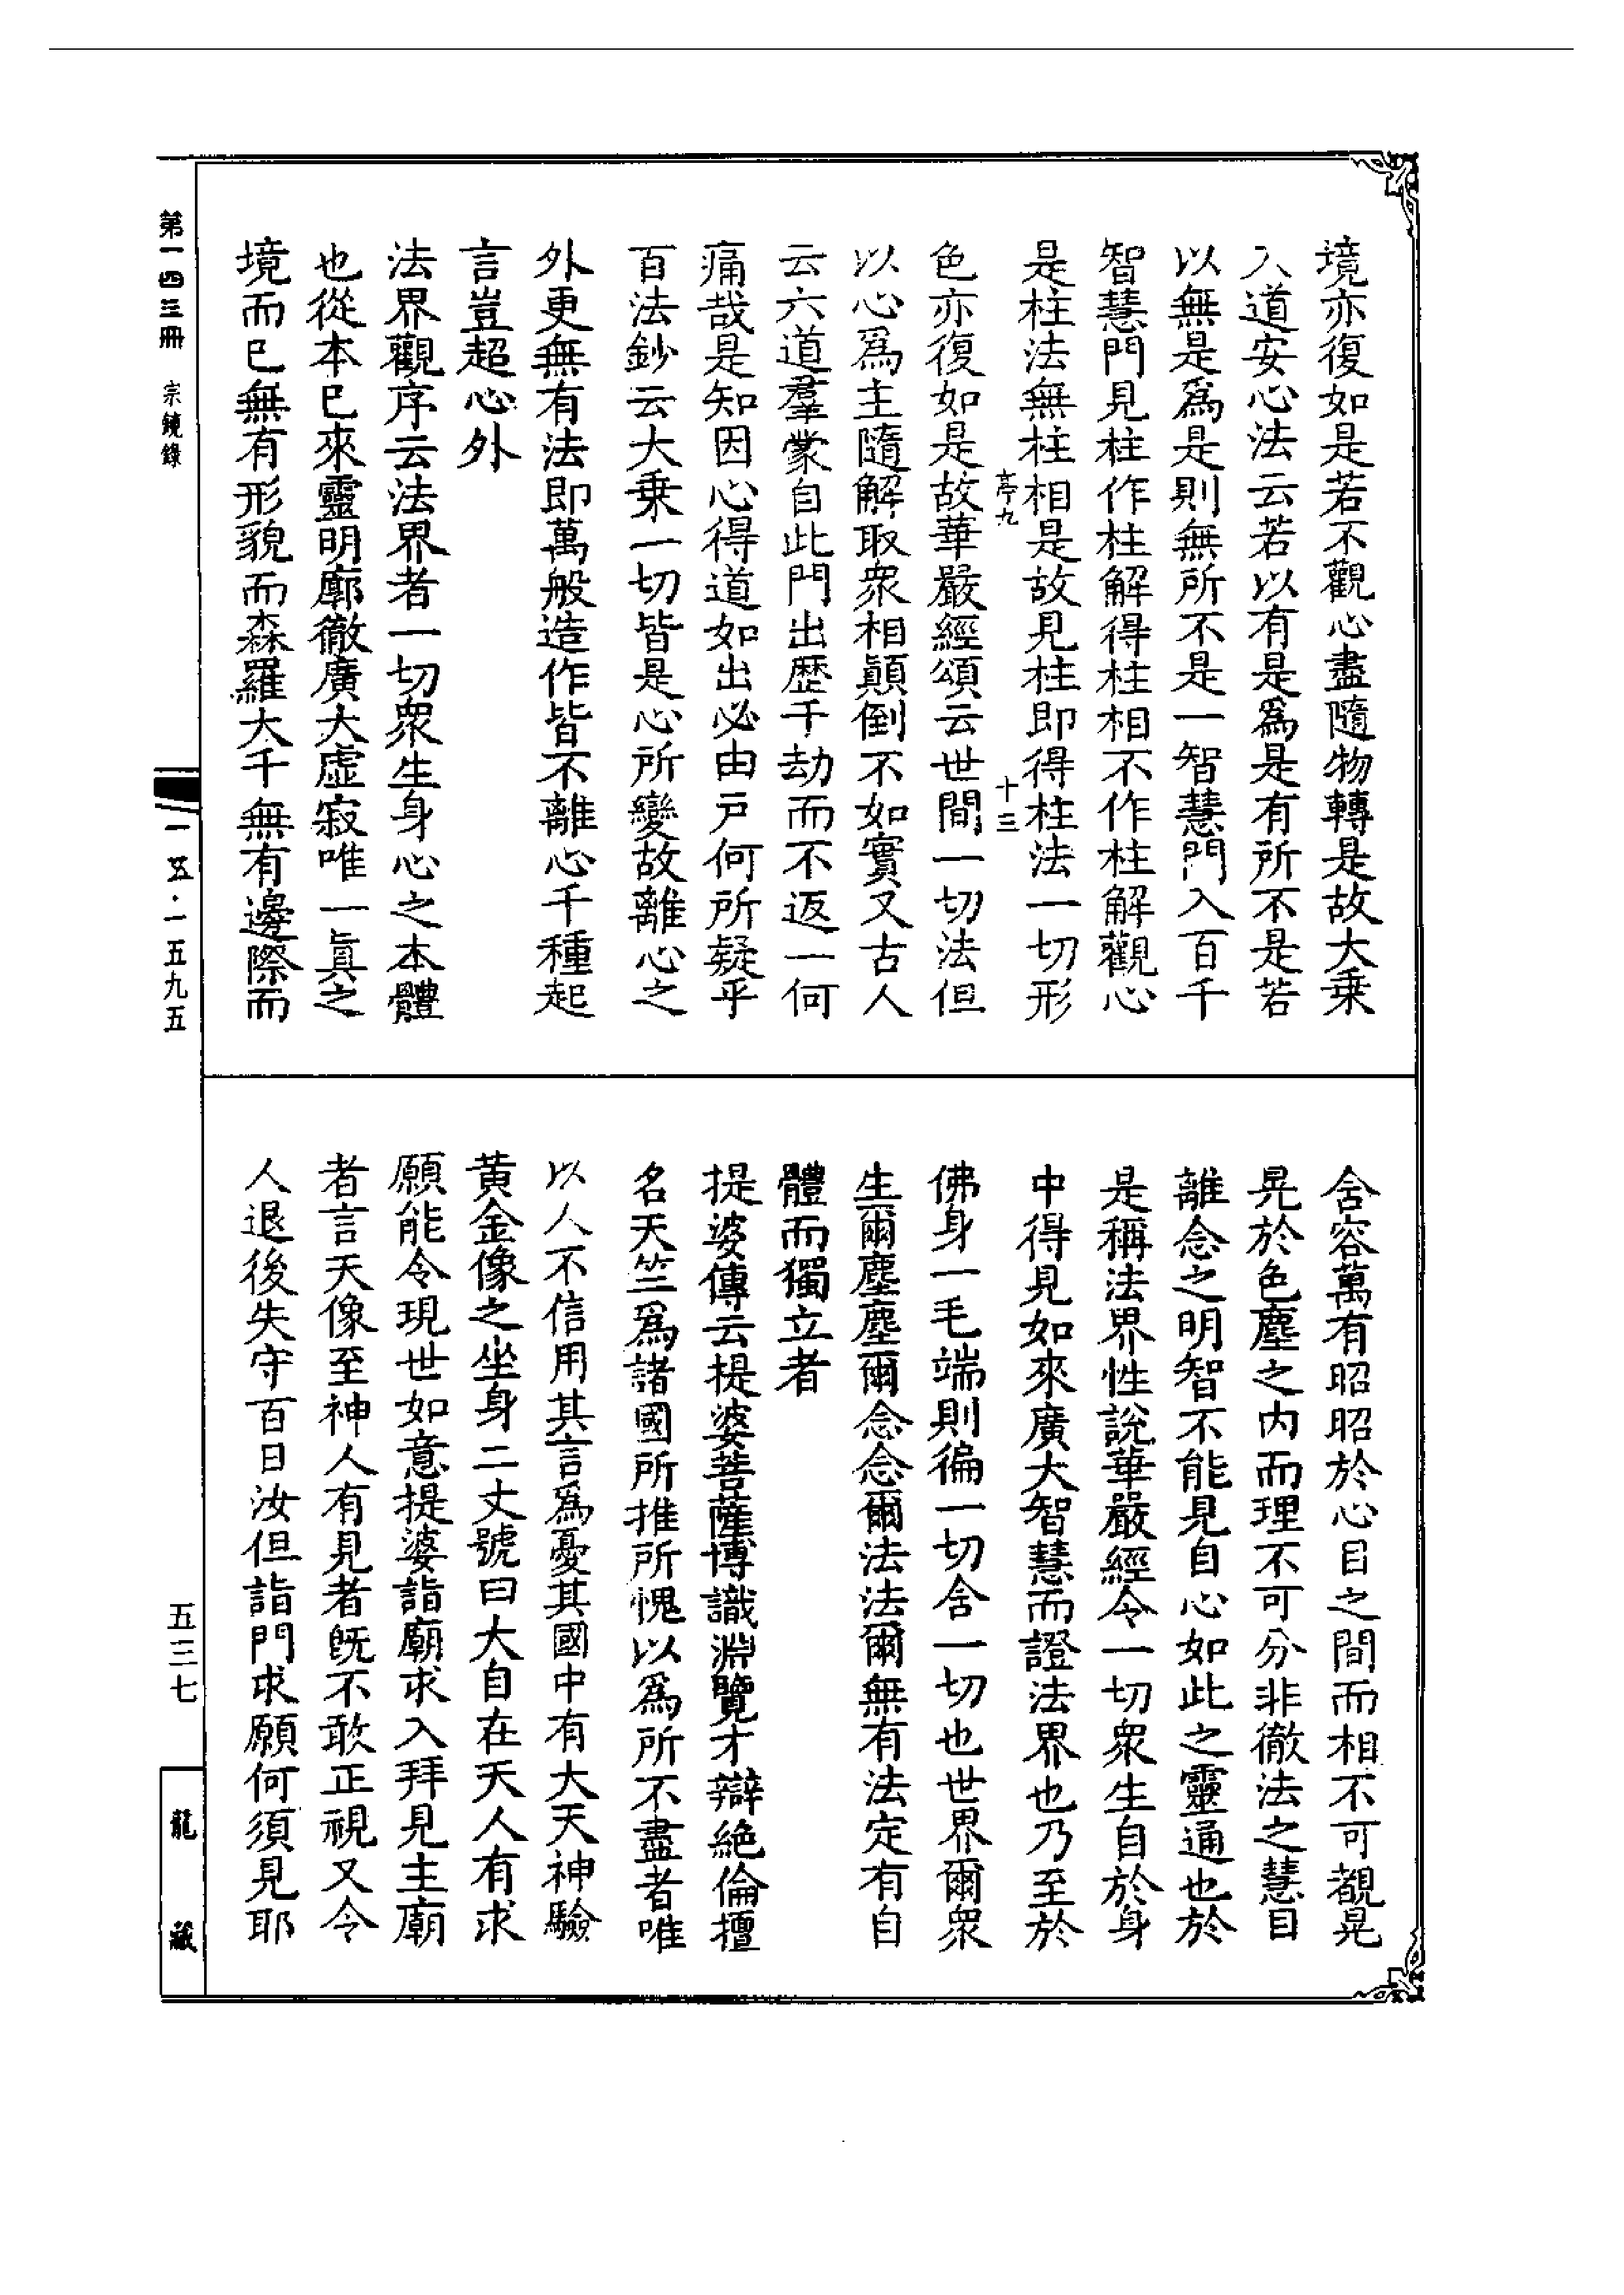 境亦復如是若不觀心盡隨物轉是故大乗
入道安心法云若以有是爲是有所不是若
以無是爲是則無所不是一智慧門入百千
智慧門見柱作柱解得柱相不作柱解觀心
是柱法無柱相是故見柱即得柱法一切形
亭九
十三
色亦復如是故華嚴經頌云世間一切法但
以心爲主隨解取衆相顚倒不如實又古人
云六道羣蒙自此門出歷千劫而不返一何
痛哉是知因心得道如出必由戸何所疑乎
百法鈔云大乗一切皆是心所變故離心之
外更無有法即萬般造作皆不離心千種起
言豈超心外
法界觀序云法界者一切衆生身心之本體
也從本巳來靈明廓徹廣大虛寂唯一眞之
境而巳無有形貌而森羅大千無有邊際而
含容萬有昭昭於心目之間而相不可覩晃
晃於色塵之内而理不可分非徹法之慧目
離念之明智不能見自心如此之靈通也於
是稱法界性說華嚴經令一切衆生自於身
中得見如來廣大智慧而證法界也乃至於
佛身一毛端則徧一切含一切也世界爾衆
生爾塵塵爾念念爾法法爾無有法定有自
體而獨立者
提婆傳云提婆菩薩博識淵覽才辯絶倫擅
名天竺爲諸國所推所愧以爲所不盡者唯
以人不信用其言爲憂其國中有大天神驗
黄金像之坐身二丈號曰大自在天人有求
願能令現世如意提婆詣廟求入拜見主廟
者言天像至神人有見者既不敢正視又令
人退後失守百日汝但詣門求願何須見耶
第一四三冊 宗鏡錄
一五·一五九五
五三七
龍藏